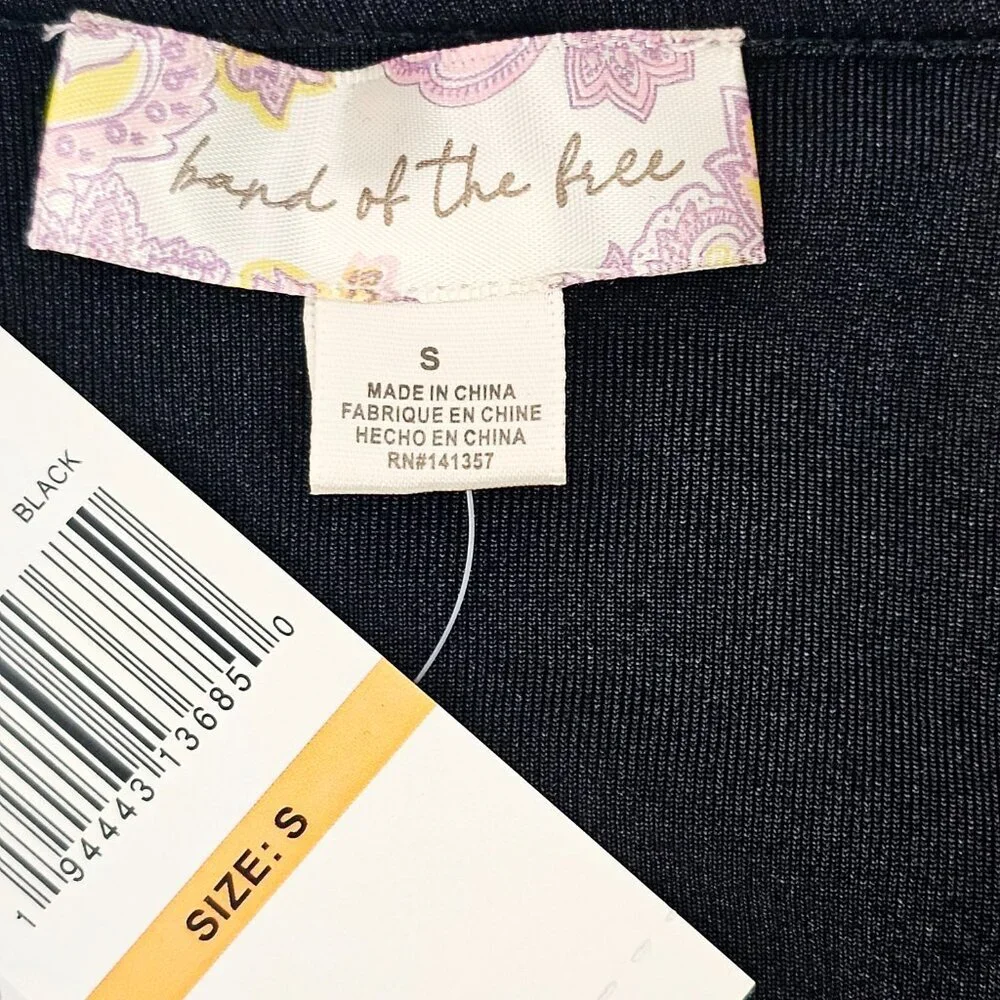 band of the free
S
MADE IN CHINA
FABRIQUE EN CHINE
HECHO EN CHINA
RN#141357
BLACK
1 94443 13685 0
SIZE: S